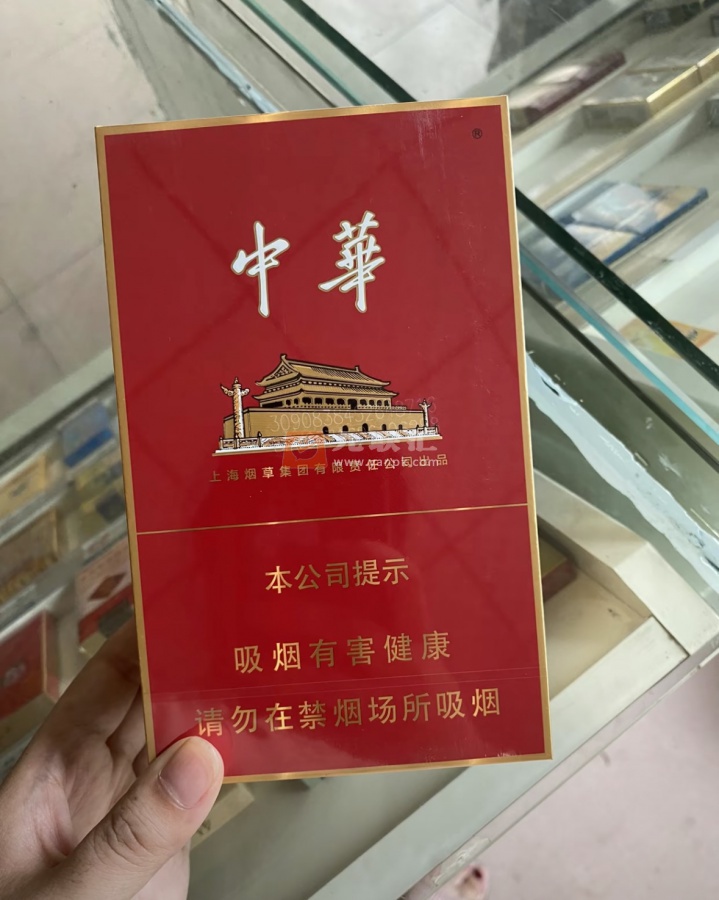 ®
中華
上海烟草集团有限责任公司出品
本公司提示
吸烟有害健康
请勿在禁烟场所吸烟